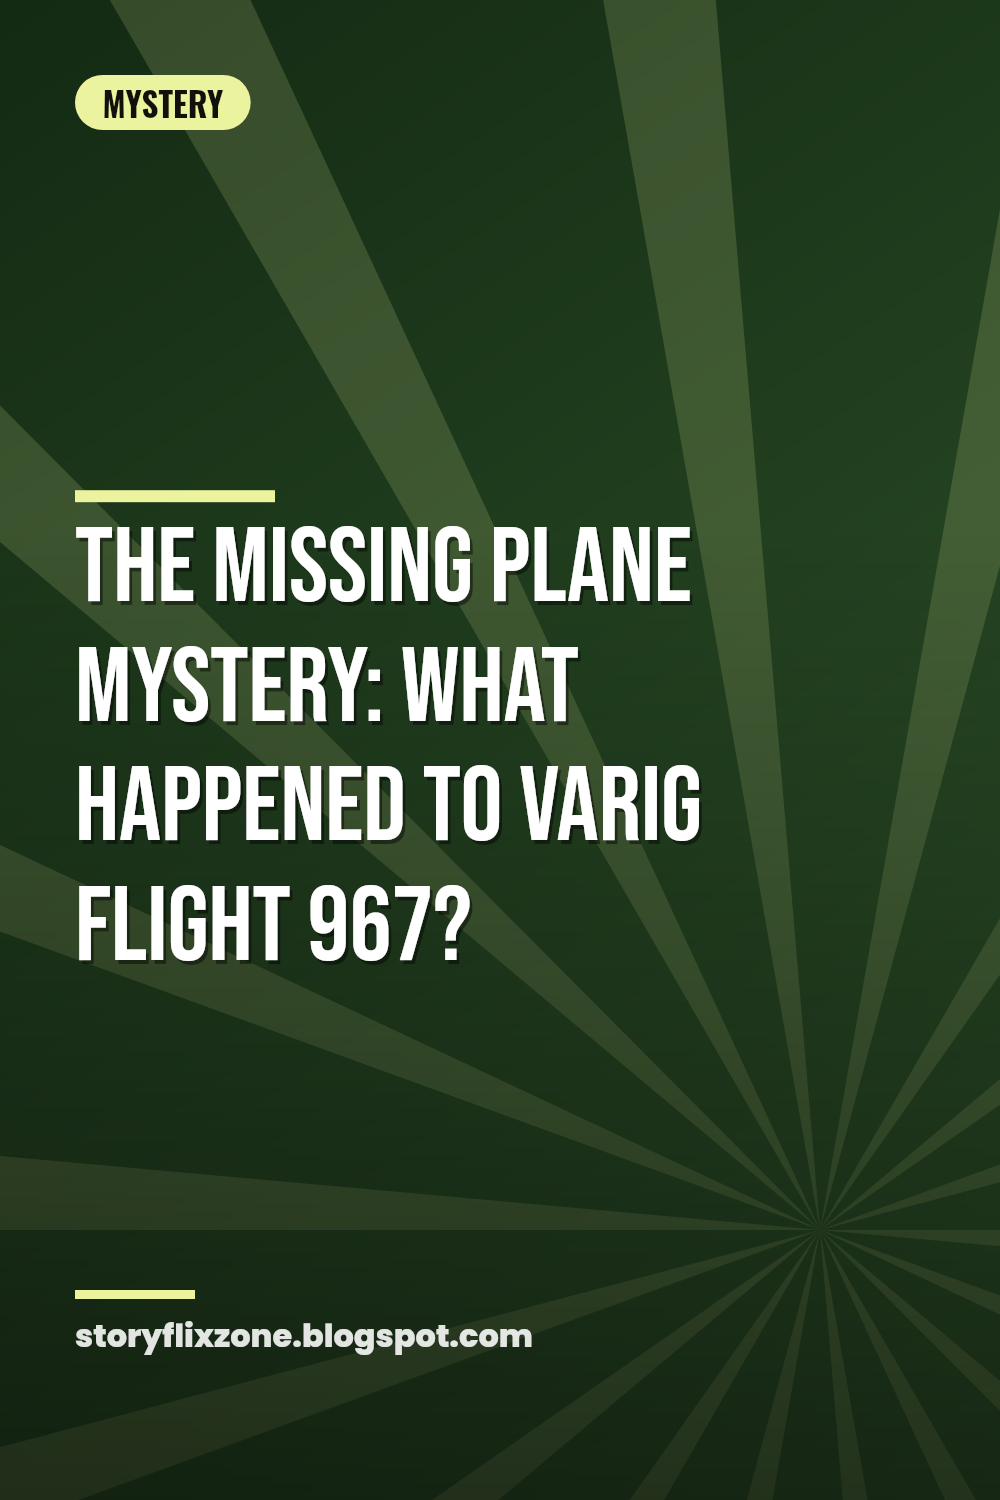 MYSTERY
THE MISSING PLANE
MYSTERY: WHAT
HAPPENED TO VARIG
FLIGHT 967?
storyflixzone.blogspot.com